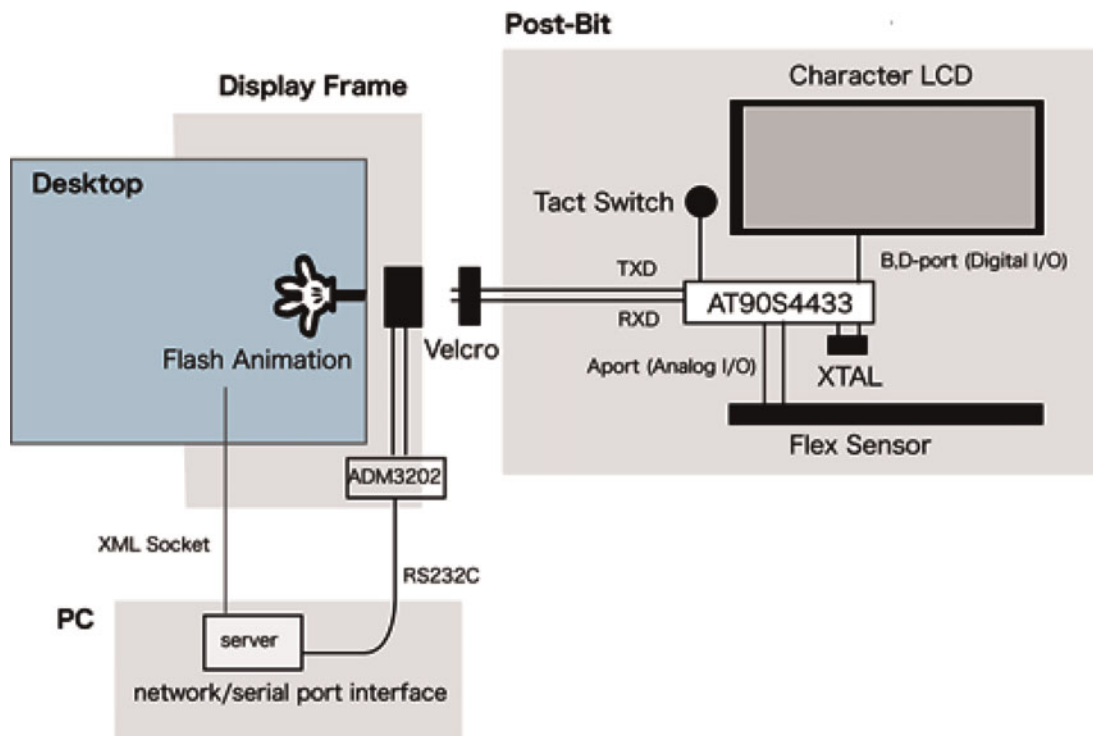 Post-Bit
Character LCD
Display Frame
Desktop
Tact Switch
B,D-port (Digital I/O)
TXD
AT90S4433
RXD
Velcro
Flash Animation
Aport (Analog I/O)
XTAL
Flex Sensor
ADM3202
XML Socket
RS232C
PC
server
network/serial port interface